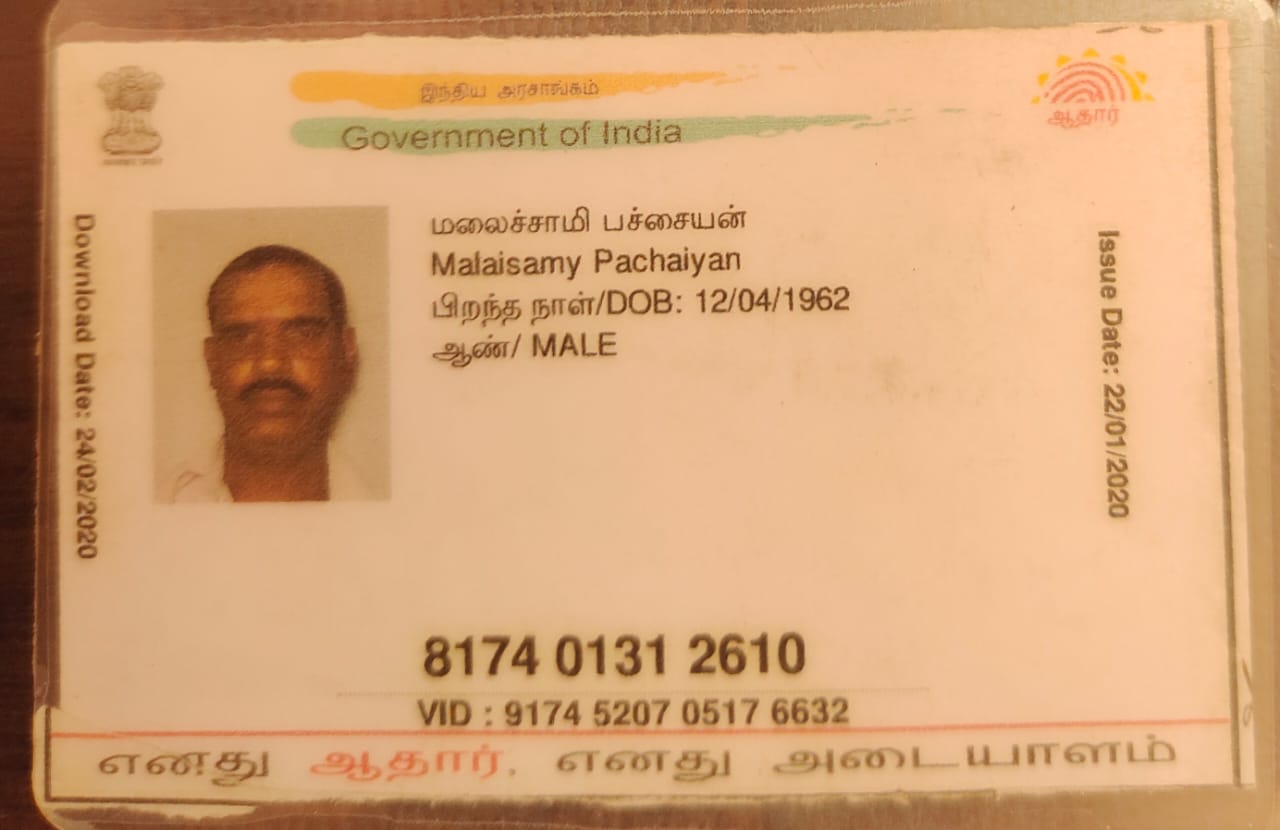 இந்திய அரசாங்கம்
Government of India
ஆதார்
மலைச்சாமி பச்சையன்
Malaisamy Pachaiyan
பிறந்த நாள்/DOB: 12/04/1962
ஆண்/ MALE
Download Date: 24/02/2020
Issue Date: 22/01/2020
8174 0131 2610
VID : 9174 5207 0517 6632
எனது ஆதார், எனது அடையாளம்